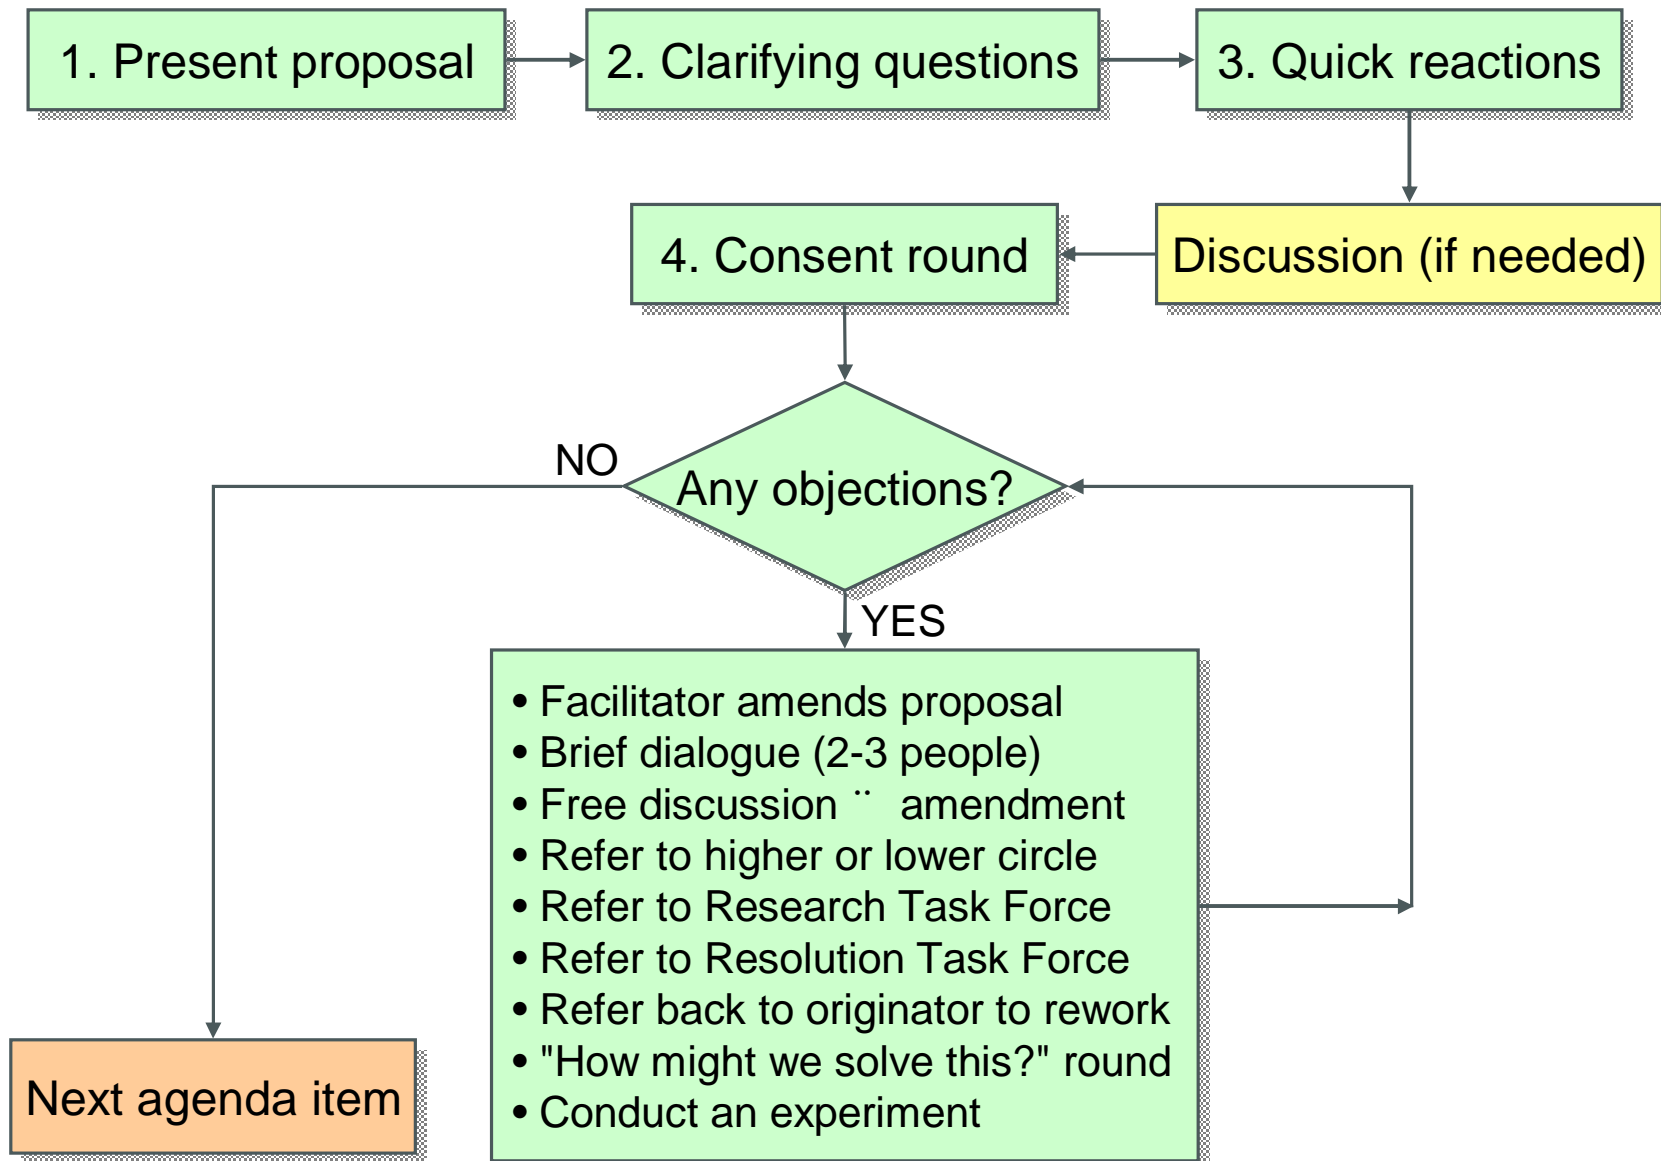 1. Present proposal
2. Clarifying questions
3. Quick reactions
4. Consent round
Discussion (if needed)
Any objections?
NO
YES
• Facilitator amends proposal
• Brief dialogue (2-3 people)
• Free discussion ¨ amendment
• Refer to higher or lower circle
• Refer to Research Task Force
• Refer to Resolution Task Force
• Refer back to originator to rework
• "How might we solve this?" round
• Conduct an experiment
Next agenda item